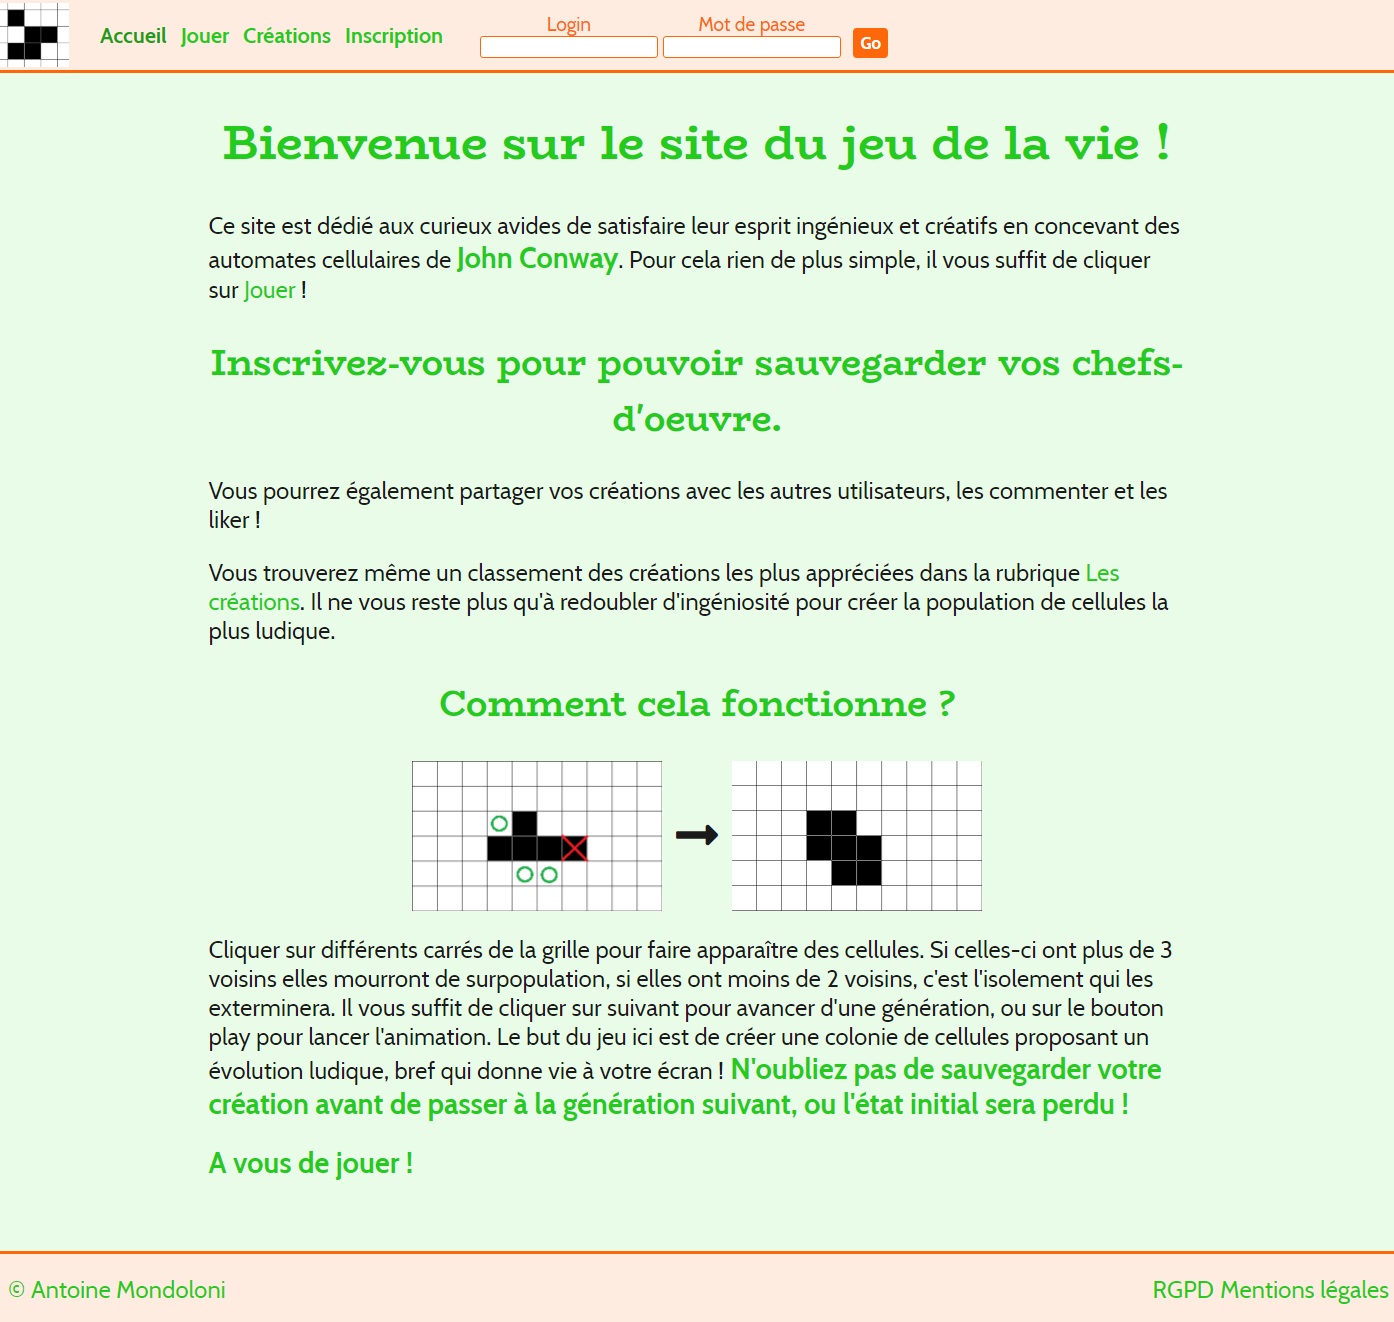 Accueil Jouer Créations Inscription Login Mot de passe Go
Bienvenue sur le site du jeu de la vie !
Ce site est dédié aux curieux avides de satisfaire leur esprit ingénieux et créatifs en concevant des
automates cellulaires de John Conway. Pour cela rien de plus simple, il vous suffit de cliquer
sur Jouer !
Inscrivez-vous pour pouvoir sauvegarder vos chefs-
d'oeuvre.
Vous pourrez également partager vos créations avec les autres utilisateurs, les commenter et les
liker !
Vous trouverez même un classement des créations les plus appréciées dans la rubrique Les
créations. Il ne vous reste plus qu'à redoubler d'ingéniosité pour créer la population de cellules la
plus ludique.
Comment cela fonctionne ?
Cliquer sur différents carrés de la grille pour faire apparaître des cellules. Si celles-ci ont plus de 3
voisins elles mourront de surpopulation, si elles ont moins de 2 voisins, c'est l'isolement qui les
exterminera. Il vous suffit de cliquer sur suivant pour avancer d'une génération, ou sur le bouton
play pour lancer l'animation. Le but du jeu ici est de créer une colonie de cellules proposant un
évolution ludique, bref qui donne vie à votre écran ! N'oubliez pas de sauvegarder votre
création avant de passer à la génération suivant, ou l'état initial sera perdu !
A vous de jouer !
© Antoine Mondoloni RGPD Mentions légales